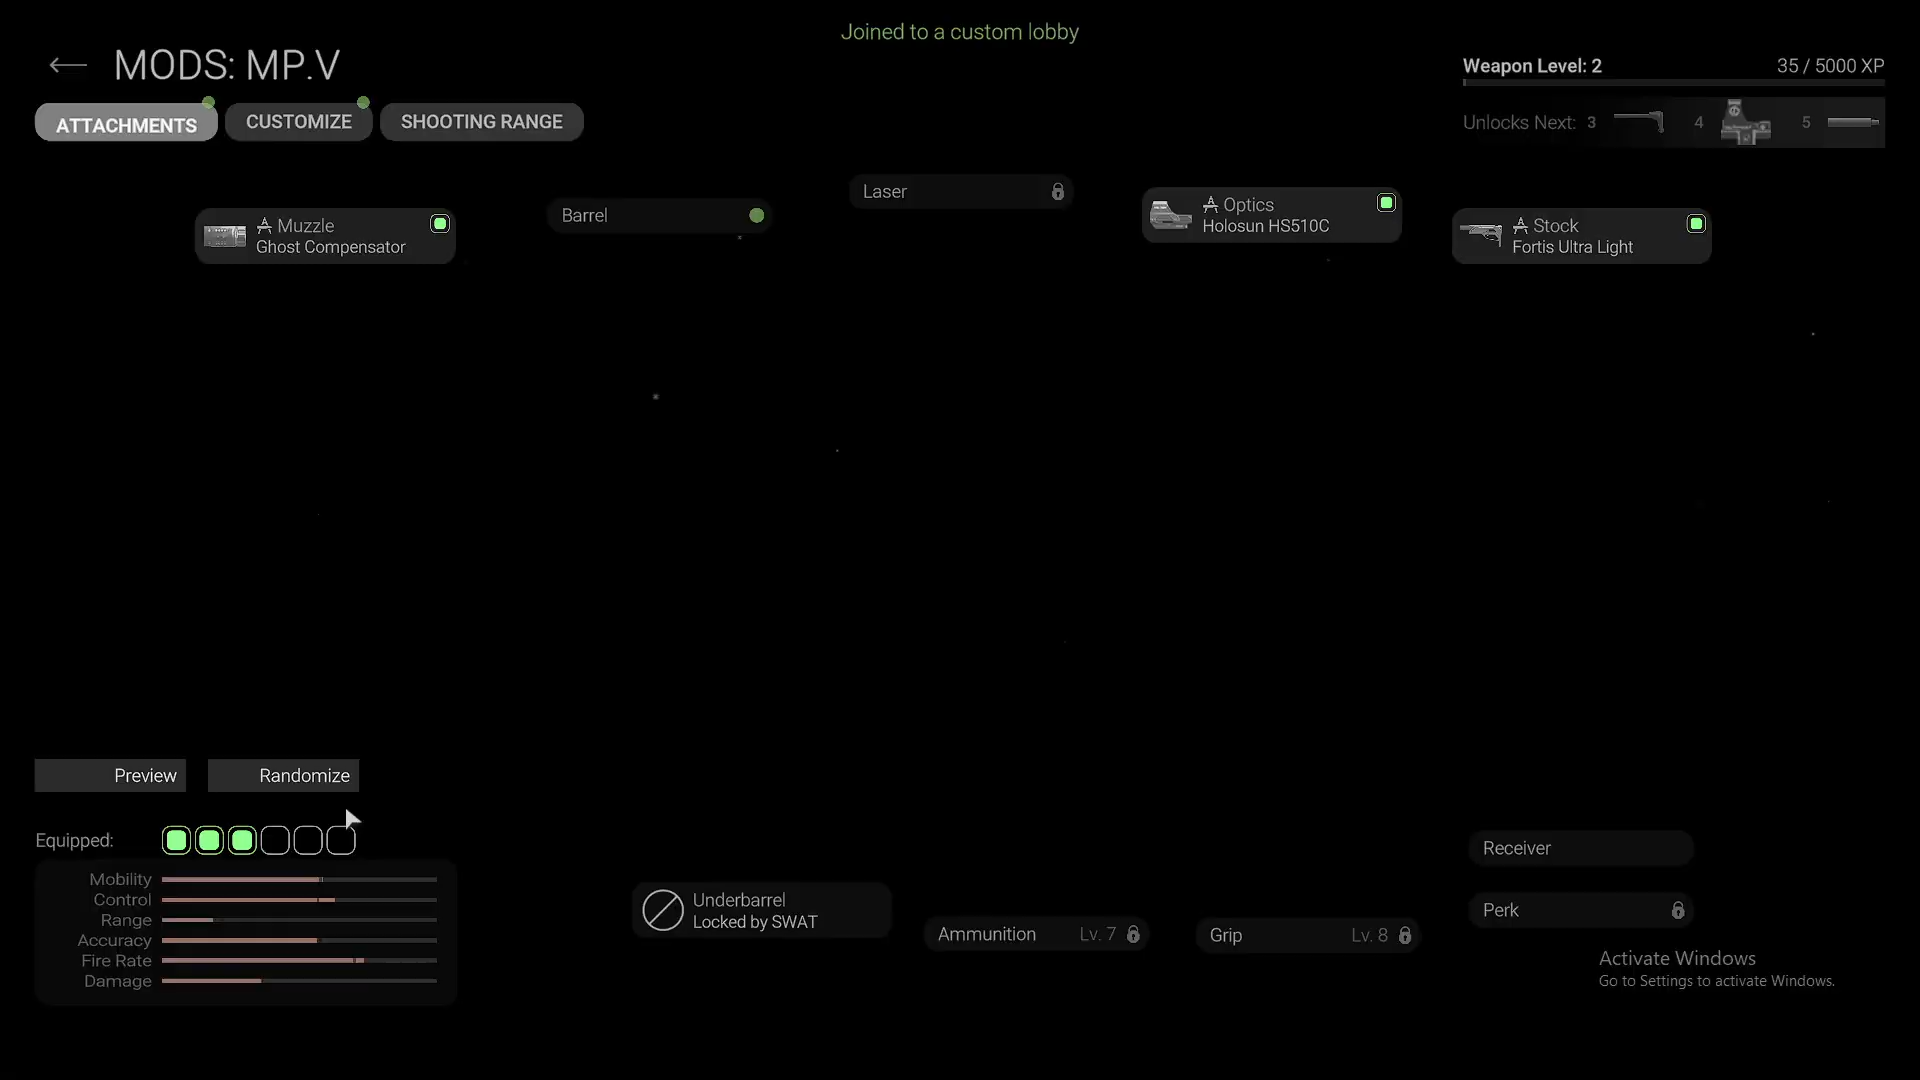 Joined to a custom lobby
MODS: MP.V
Weapon Level: 2
35 / 5000 XP
ATTACHMENTS
CUSTOMIZE
SHOOTING RANGE
Unlocks Next: 3
4
5
Laser
Muzzle
Ghost Compensator
Barrel
Optics
Holosun HS510C
Stock
Fortis Ultra Light
Preview
Randomize
Equipped:
Mobility
Control
Range
Accuracy
Fire Rate
Damage
Underbarrel
Locked by SWAT
Ammunition Lv. 7
Grip Lv. 8
Receiver
Perk
Activate Windows
Go to Settings to activate Windows.